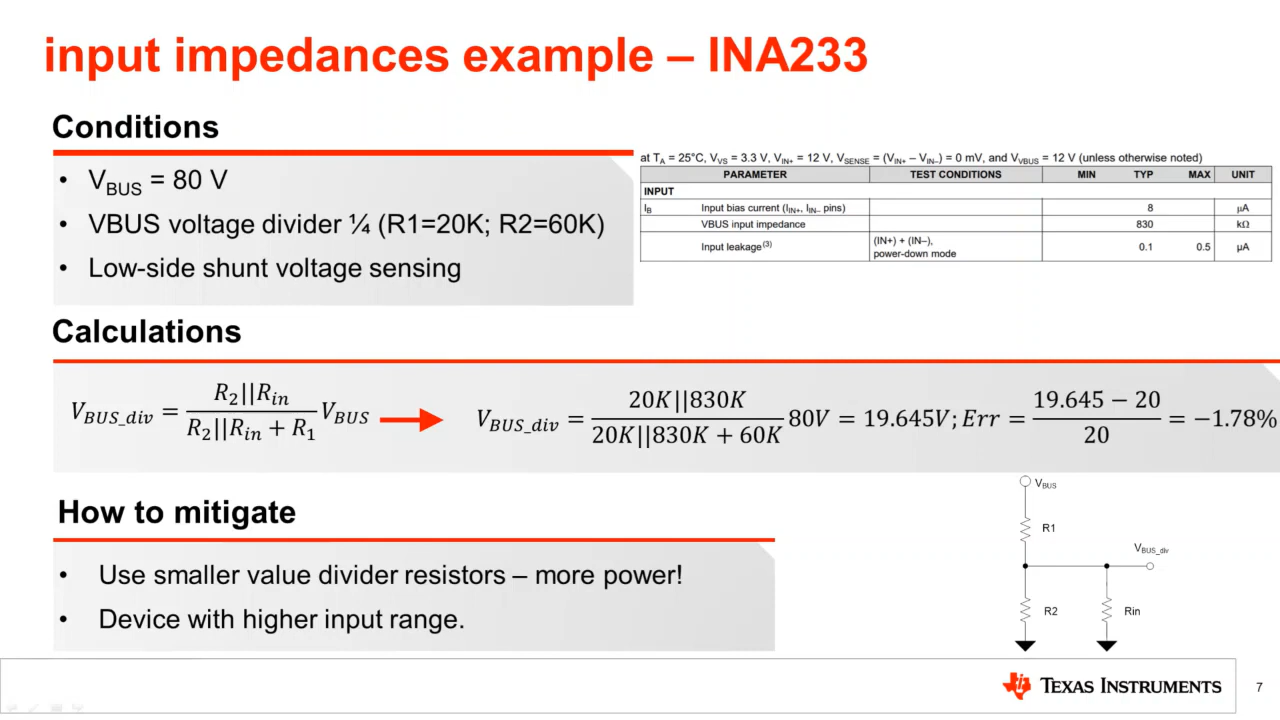 input impedances example – INA233
Conditions
• V_BUS = 80 V
• VBUS voltage divider ¼ (R1=20K; R2=60K)
• Low-side shunt voltage sensing
at T_A = 25°C, V_VS = 3.3 V, V_IN+ = 12 V, V_SENSE = (V_IN+ – V_IN–) = 0 mV, and V_VBUS = 12 V (unless otherwise noted)
PARAMETER TEST CONDITIONS MIN TYP MAX UNIT
INPUT
I_B Input bias current (I_IN+, I_IN– pins) 8 µA
VBUS input impedance 830 kΩ
Input leakage(3) (IN+) + (IN–), power-down mode 0.1 0.5 µA
Calculations
V_BUS_div = R_2||R_in / R_2||R_in + R_1 V_BUS
V_BUS_div = 20K||830K / 20K||830K + 60K 80V = 19.645V; Err = 19.645 − 20 / 20 = −1.78%
How to mitigate
• Use smaller value divider resistors – more power!
• Device with higher input range.
V_BUS
R1
V_BUS_div
R2
Rin
TEXAS INSTRUMENTS
7